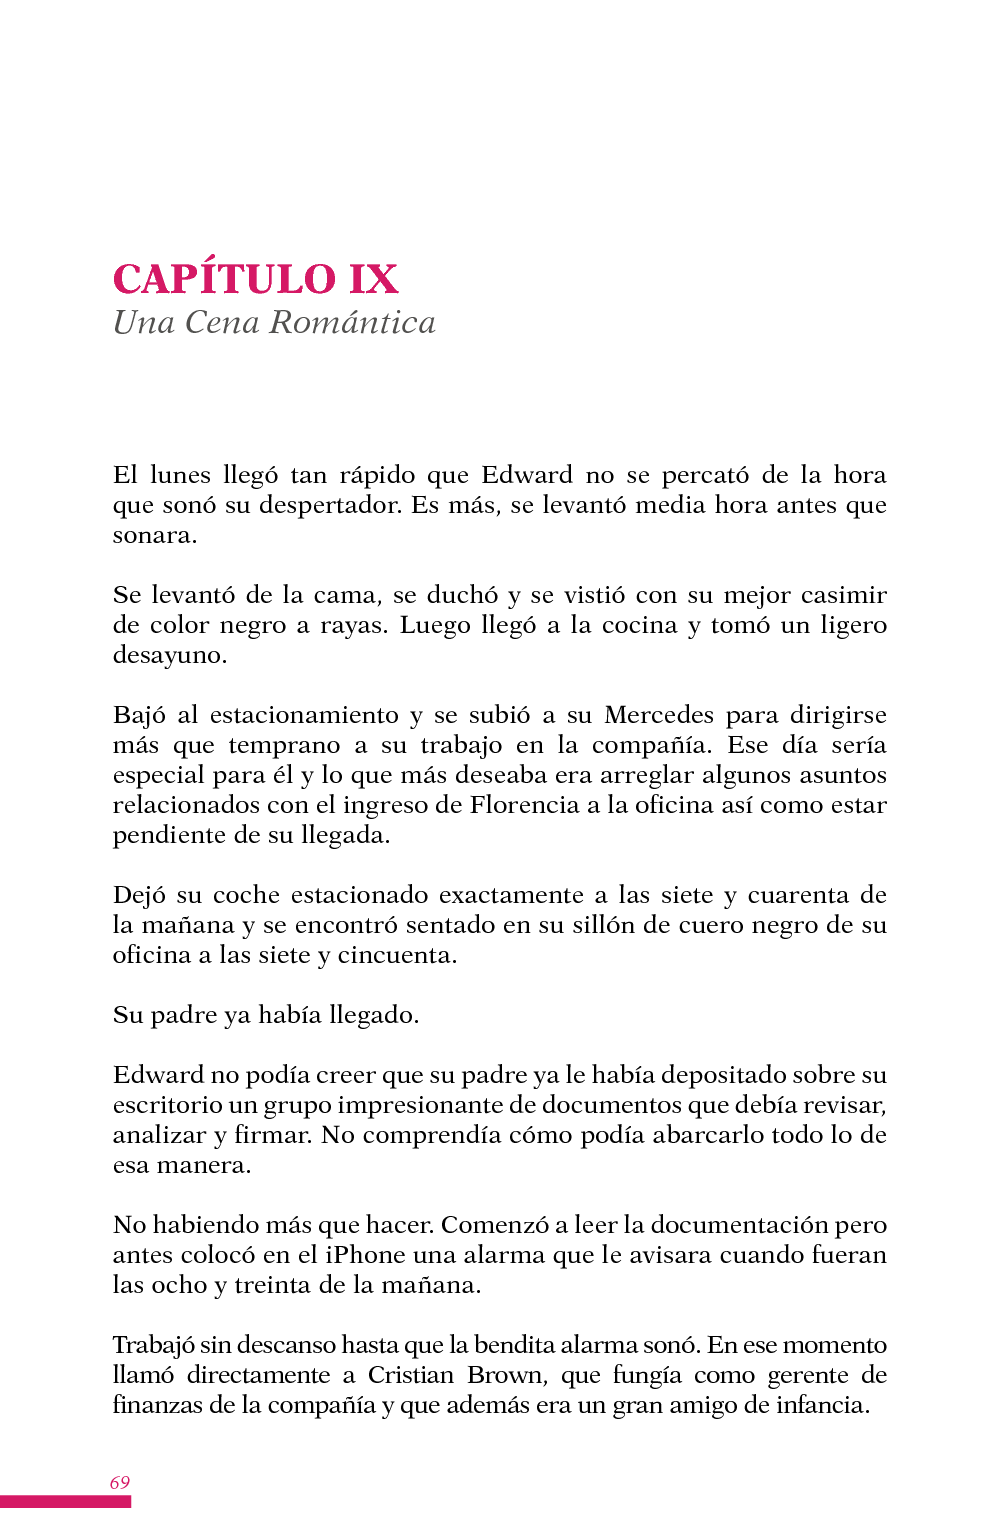 CAPÍTULO IX
Una Cena Romántica
El lunes llegó tan rápido que Edward no se percató de la hora
que sonó su despertador. Es más, se levantó media hora antes que
sonara.
Se levantó de la cama, se duchó y se vistió con su mejor casimir
de color negro a rayas. Luego llegó a la cocina y tomó un ligero
desayuno.
Bajó al estacionamiento y se subió a su Mercedes para dirigirse
más que temprano a su trabajo en la compañía. Ese día sería
especial para él y lo que más deseaba era arreglar algunos asuntos
relacionados con el ingreso de Florencia a la oficina así como estar
pendiente de su llegada.
Dejó su coche estacionado exactamente a las siete y cuarenta de
la mañana y se encontró sentado en su sillón de cuero negro de su
oficina a las siete y cincuenta.
Su padre ya había llegado.
Edward no podía creer que su padre ya le había depositado sobre su
escritorio un grupo impresionante de documentos que debía revisar,
analizar y firmar. No comprendía cómo podía abarcarlo todo lo de
esa manera.
No habiendo más que hacer. Comenzó a leer la documentación pero
antes colocó en el iPhone una alarma que le avisara cuando fueran
las ocho y treinta de la mañana.
Trabajó sin descanso hasta que la bendita alarma sonó. En ese momento
llamó directamente a Cristian Brown, que fungía como gerente de
finanzas de la compañía y que además era un gran amigo de infancia.
69